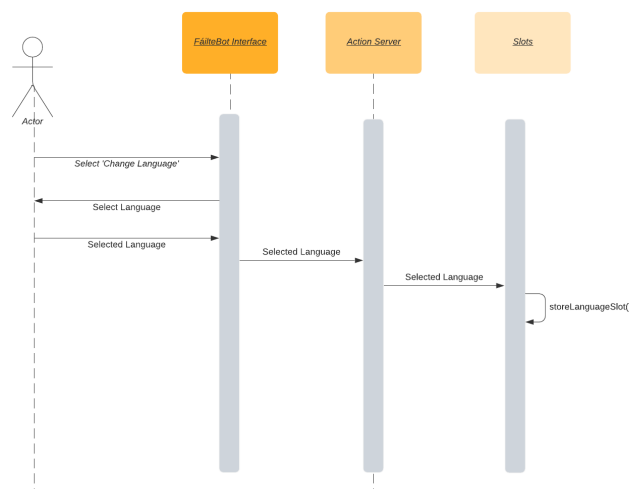 FáilteBot Interface
Action Server
Slots
Actor
Select 'Change Language'
Select Language
Selected Language
Selected Language
Selected Language
storeLanguageSlot(